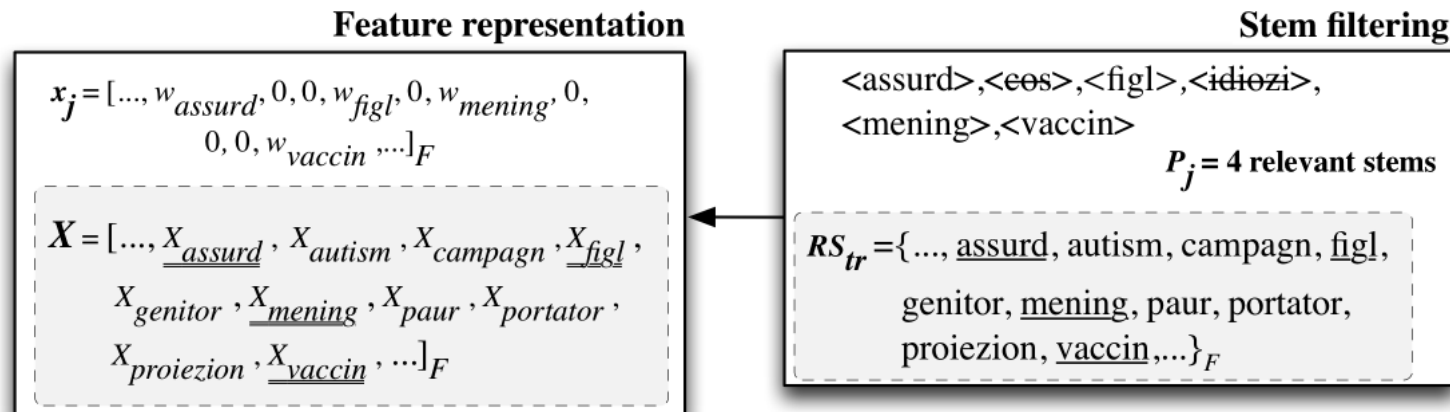 Feature representation
x_j = [..., w_assurd, 0, 0, w_figl, 0, w_mening, 0,
0, 0, w_vaccin ,...]_F
X = [..., X_assurd , X_autism , X_campagn , X_figl ,
X_genitor , X_mening , X_paur , X_portator ,
X_proiezion , X_vaccin , ...]_F
Stem filtering
<assurd>,<cos>,<figl>,<idiozi>,
<mening>,<vaccin>
P_j = 4 relevant stems
RS_tr ={..., assurd, autism, campagn, figl,
genitor, mening, paur, portator,
proiezion, vaccin,...}_F